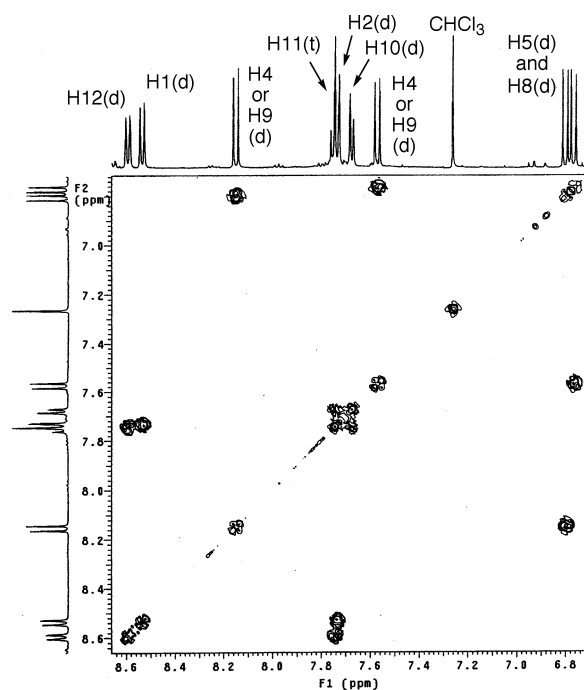 CHCl3
H2(d)
H11(t)
H10(d)
H5(d)
and
H8(d)
H12(d)
H1(d)
H4
or
H9
(d)
H4
or
H9
(d)
F2
(ppm)
7.0
7.2
7.4
7.6
7.8
8.0
8.2
8.4
8.6
8.6 8.4 8.2 8.0 7.8 7.6 7.4 7.2 7.0 6.8
F1 (ppm)